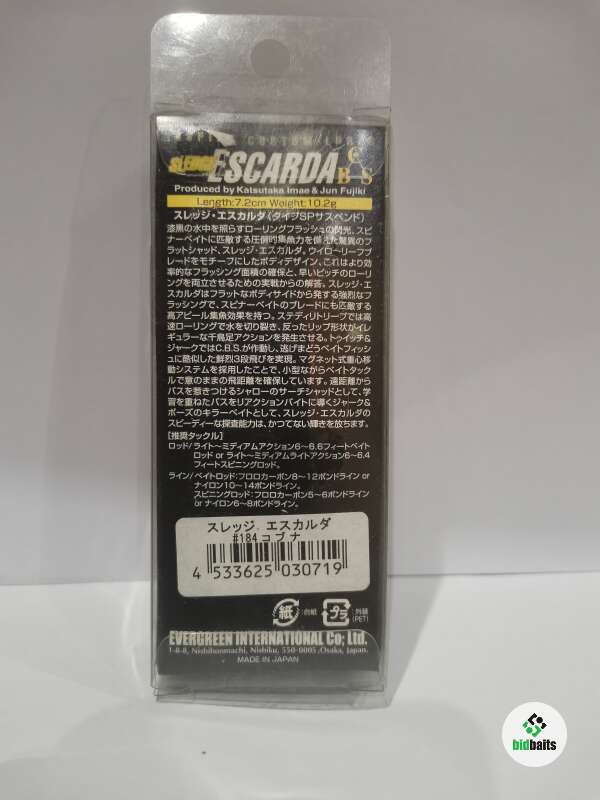 SLEDGE ESCARDA C.B.S
Produced by Katsutaka Imae & Jun Fujiki
Length:7.2cm Weight:10.2g
スレッジ・エスカルダ〈タイプSPサスペンド〉
漆黒の水中を照らすローリングフラッシュの閃光。スピ
ナーベイトに匹敵する圧倒的集魚力を備えた驚異のフ
ラットシャッド、スレッジ・エスカルダ。ウイロ〜リーフブ
レードをモチーフにしたボディデザイン、これはより効
率的なフラッシング面積の確保と、早いピッチのローリ
ングを両立させるための実戦からの解答。スレッジ・エ
スカルダはフラットなボディサイドから発する強烈なフ
ラッシングで、スピナーベイトのブレードにも匹敵する
高アピール集魚効果を持つ。ステディリトリーブでは高
速ローリングで水を切り裂き、反ったリップ形状がイレ
ギュラーな千鳥足アクションを発生させる。トゥイッチ&
ジャークではC.B.S.が作動し、逃げまどうベイトフィッシ
ュに酷似した鮮烈3段飛びを実現。マグネット式重心移
動システムを採用したことで、小型ながらベイトタック
ルで意のままの飛距離を確保しています。遠距離から
バスを惹きつけるシャローのサーチシャッドとして、学
習を重ねたバスをリアクションバイトに導くジャーク&
ポーズのキラーベイトとして、スレッジ・エスカルダの
スピーディーな探査能力は、かつてない輝きを放ちます。
[推奨タックル]
ロッド/ライト〜ミディアムアクション6〜6.6フィートベイト
ロッド or ライト〜ミディアムライトアクション6〜6.4
フィートスピニングロッド。
ライン/ベイトロッド:フロロカーボン8〜12ポンドライン or
ナイロン10〜14ポンドライン。
スピニングロッド:フロロカーボン5〜6ポンドライン
or ナイロン6〜8ポンドライン。
スレッジ. エスカルダ
#184コブナ
4 533625 030719
紙 :台紙 プラ :外装
(PET)
EVERGREEN INTERNATIONAL Co; Ltd.
1-8-8, Nishihonmachi, Nishiku, 550-0005, Osaka, Japan.
MADE IN JAPAN
bidbaits